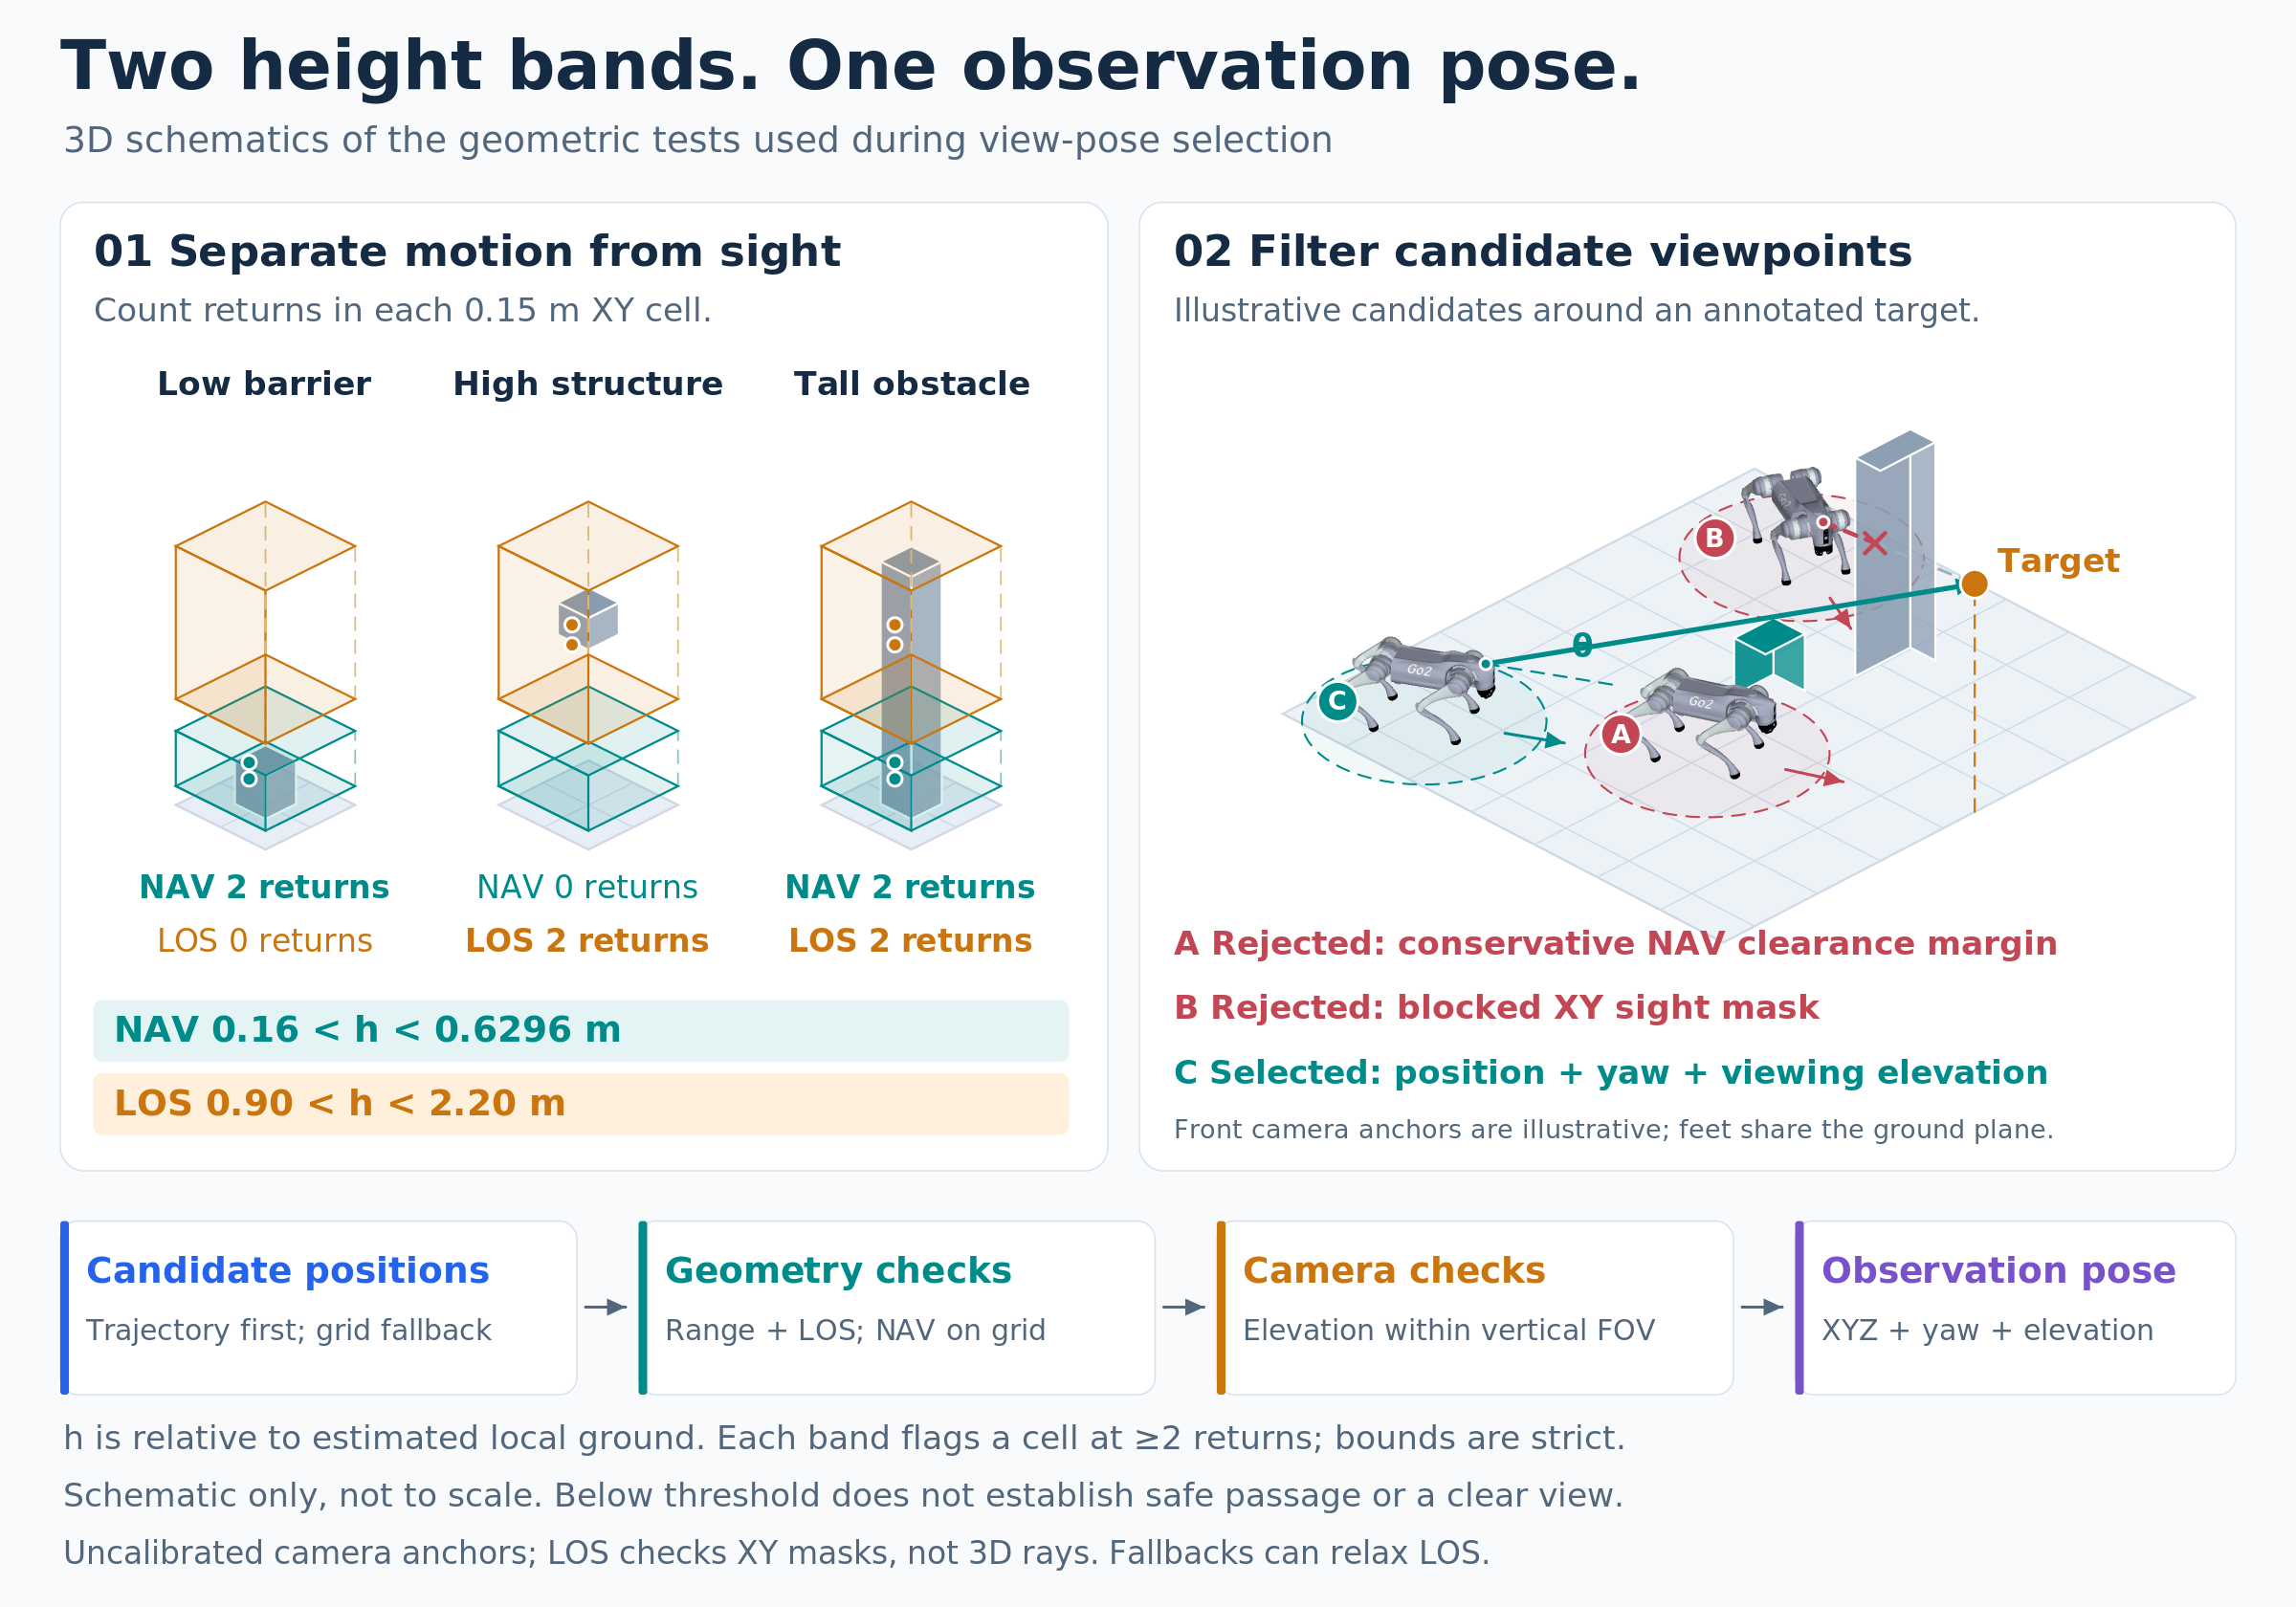 Two height bands. One observation pose.
3D schematics of the geometric tests used during view-pose selection
01 Separate motion from sight
Count returns in each 0.15 m XY cell.
Low barrier
High structure
Tall obstacle
NAV 2 returns
LOS 0 returns
NAV 0 returns
LOS 2 returns
NAV 2 returns
LOS 2 returns
NAV 0.16 < h < 0.6296 m
LOS 0.90 < h < 2.20 m
02 Filter candidate viewpoints
Illustrative candidates around an annotated target.
B
Go2
Target
θ
C
Go2
A
Go2
A Rejected: conservative NAV clearance margin
B Rejected: blocked XY sight mask
C Selected: position + yaw + viewing elevation
Front camera anchors are illustrative; feet share the ground plane.
Candidate positions
Trajectory first; grid fallback
Geometry checks
Range + LOS; NAV on grid
Camera checks
Elevation within vertical FOV
Observation pose
XYZ + yaw + elevation
h is relative to estimated local ground. Each band flags a cell at ≥2 returns; bounds are strict.
Schematic only, not to scale. Below threshold does not establish safe passage or a clear view.
Uncalibrated camera anchors; LOS checks XY masks, not 3D rays. Fallbacks can relax LOS.